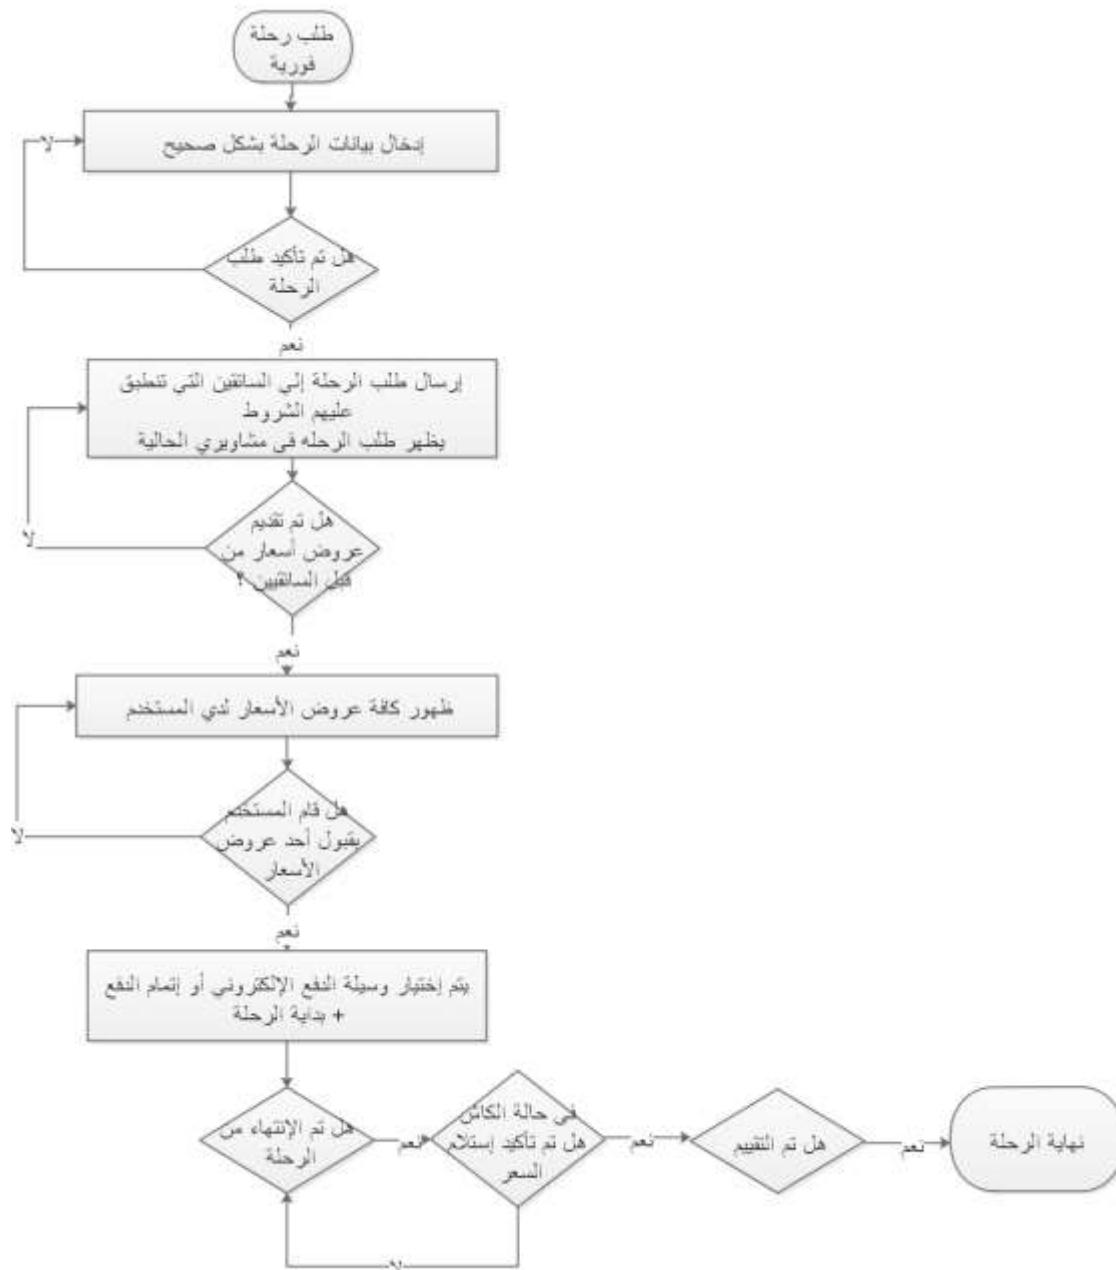 طلب رحلة
فورية
إدخال بيانات الرحلة بشكل صحيح
لا
هل تم تأكيد طلب
الرحلة
نعم
إرسال طلب الرحلة إلي السائقين التي تنطبق
عليهم الشروط
يظهر طلب الرحله في مشاويري الحالية
هل تم تقديم
عروض أسعار من
قبل السائقيين ؟
لا
نعم
ظهور كافة عروض الأسعار لدي المستخدم
هل قام المستخدم
بقبول أحد عروض
الأسعار
لا
نعم
يتم إختيار وسيلة الدفع الإلكتروني أو إتمام الدفع
+ بداية الرحلة
هل تم الإنتهاء من
الرحلة
نعم
في حالة الكاش
هل تم تأكيد إستلام
السعر
نعم
هل تم التقييم
نعم
نهاية الرحلة
لا